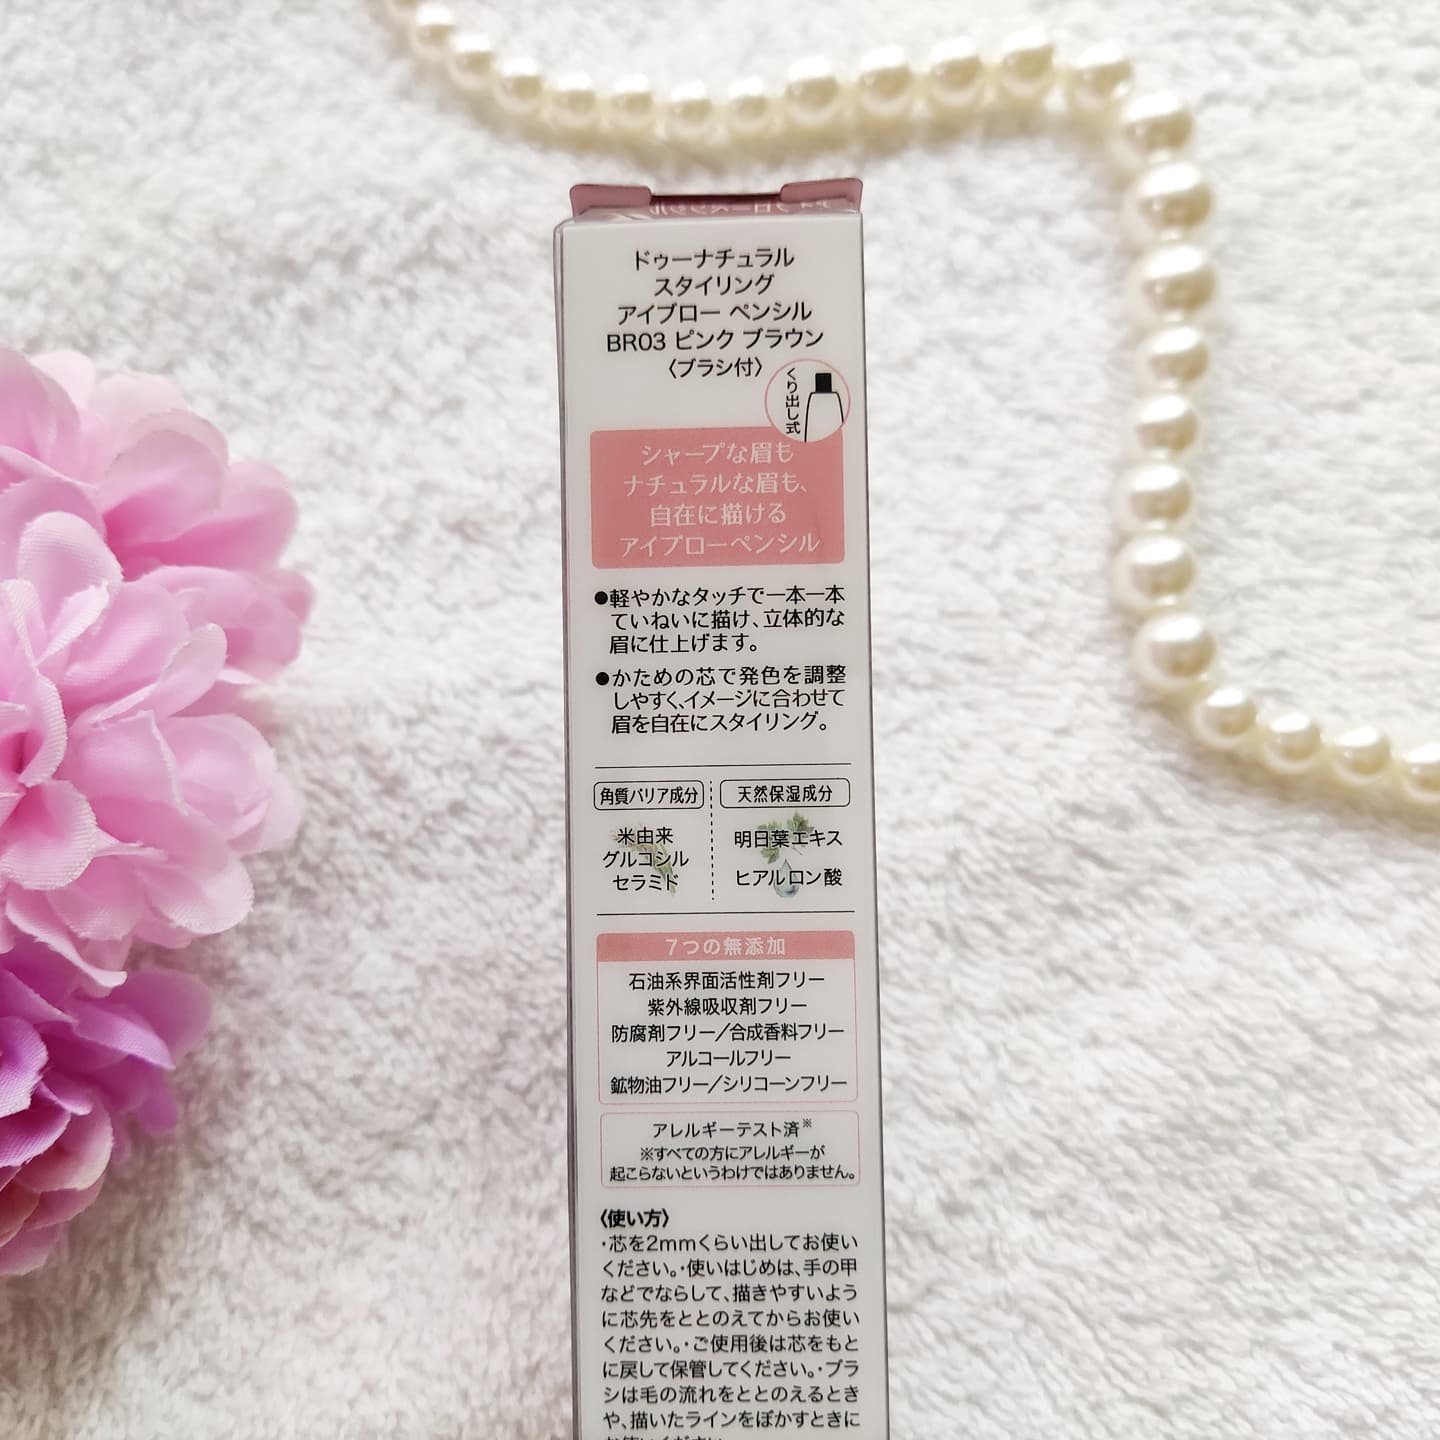 ドゥーナチュラル
スタイリング
アイブロー ペンシル
BR03 ピンク ブラウン
〈ブラシ付〉
くり出し式
シャープな眉も
ナチュラルな眉も、
自在に描ける
アイブローペンシル
●軽やかなタッチで一本一本
ていねいに描け、立体的な
眉に仕上げます。
●かための芯で発色を調整
しやすく、イメージに合わせて
眉を自在にスタイリング。
角質バリア成分
米由来
グルコシル
セラミド
天然保湿成分
明日葉エキス
ヒアルロン酸
7つの無添加
石油系界面活性剤フリー
紫外線吸収剤フリー
防腐剤フリー/合成香料フリー
アルコールフリー
鉱物油フリー/シリコーンフリー
アレルギーテスト済※
※すべての方にアレルギーが
起こらないというわけではありません。
〈使い方〉
・芯を2mmくらい出してお使い
ください。・使いはじめは、手の甲
などでならして、描きやすいよう
に芯先をととのえてからお使い
ください。・ご使用後は芯をもと
に戻して保管してください。・ブラ
シは毛の流れをととのえるとき
や、描いたラインをぼかすときに